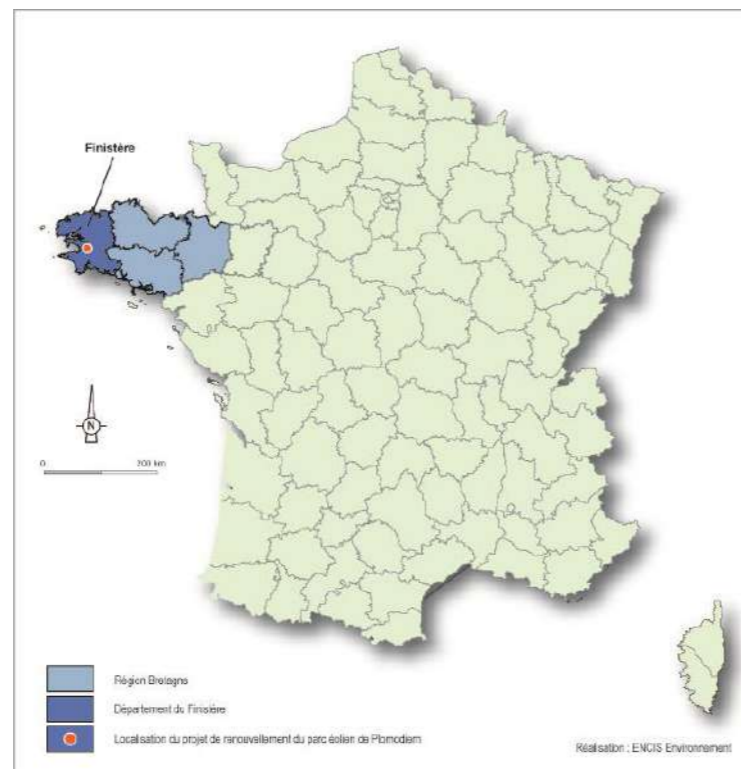 Finistère
N
0 200 km
Région Bretagne
Département du Finistère
Localisation du projet de renouvellement du parc éolien de Plomodiern
Réalisation : ENCIS Environnement